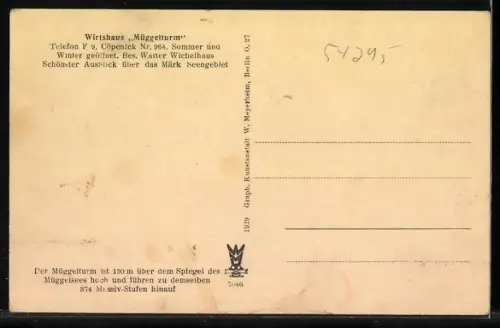 Wirtshaus „Müggelturm“
Telefon F 9, Cöpenick Nr. 964. Sommer und
Winter geöffnet. Bes. Walter Wichelhaus
Schönster Ausblick über das Märk Seengebiet
54295
1929 Graph. Kunstanstalt W. Meyerheim, Berlin O, 27
Der Müggelturm ist 130 m über dem Spiegel des
Müggelsees hoch und führen zu demselben
374 Massiv-Stufen hinauf